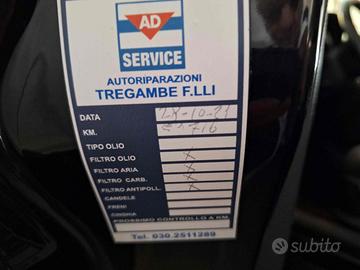 AD
SERVICE
AUTORIPARAZIONI
TREGAMBE F.LLI
DATA
KM.
TIPO OLIO
FILTRO OLIO X
FILTRO ARIA X
FILTRO CARB. X
FILTRO ANTIPOLL. X
CANDELE
FRENI
CINGHIA
PROSSIMO CONTROLLO A KM.
Tel. 030.2511289
subito